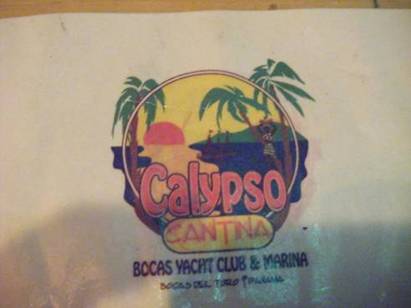 Calypso
CANTINA
BOCAS YACHT CLUB & MARINA
BOCAS DEL TORO PANAMA